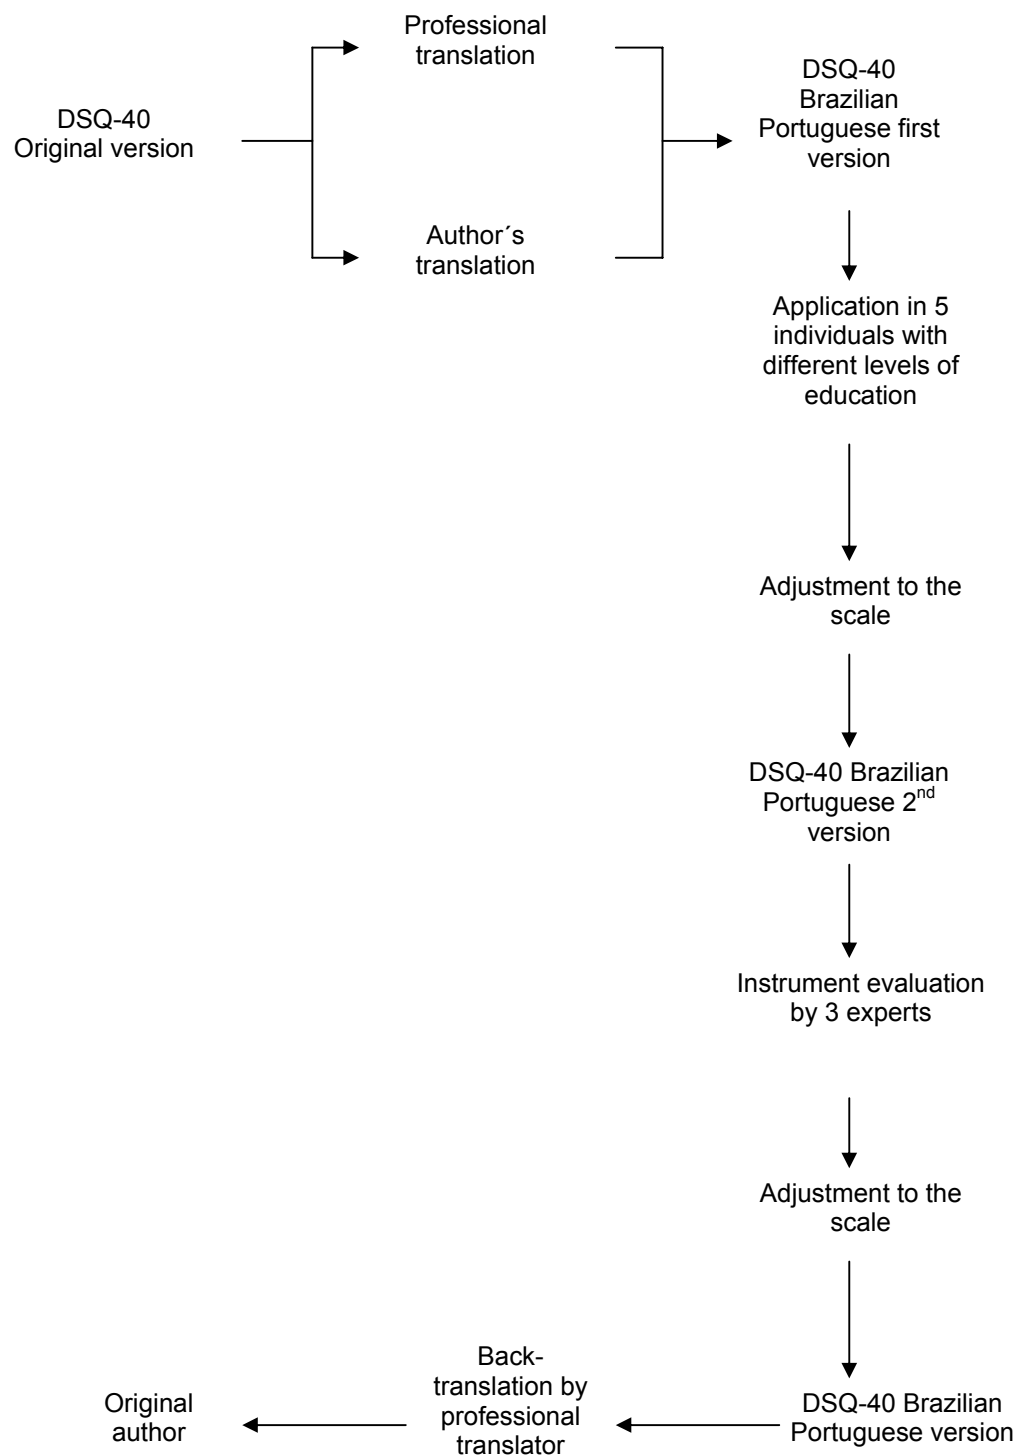 DSQ-40
Original version
Professional
translation
Author´s
translation
DSQ-40
Brazilian
Portuguese first
version
Application in 5
individuals with
different levels of
education
Adjustment to the
scale
DSQ-40 Brazilian
Portuguese 2nd
version
Instrument evaluation
by 3 experts
Adjustment to the
scale
DSQ-40 Brazilian
Portuguese version
Back-
translation by
professional
translator
Original
author